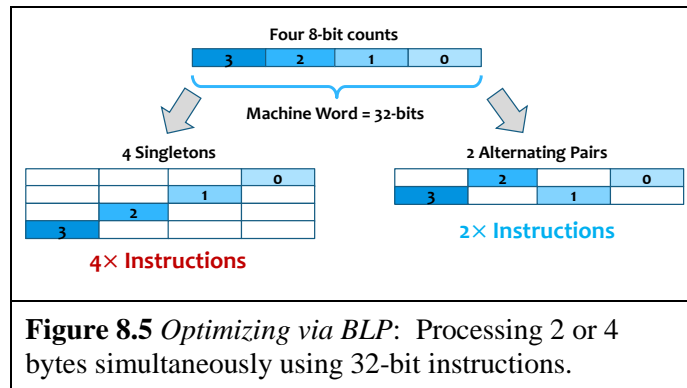 Four 8-bit counts
3 2 1 0
Machine Word = 32-bits
4 Singletons
0
1
2
3
4× Instructions
2 Alternating Pairs
2 0
3 1
2× Instructions
Figure 8.5 Optimizing via BLP: Processing 2 or 4
bytes simultaneously using 32-bit instructions.